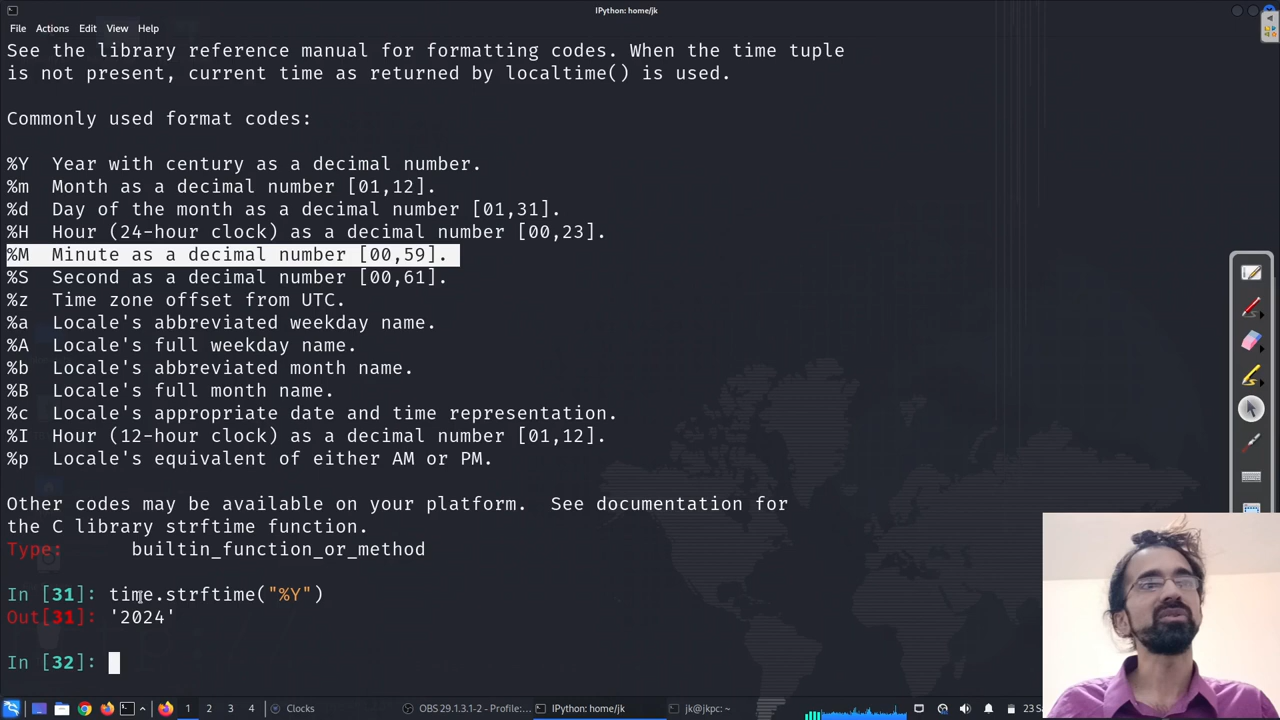 IPython: home/jk
File Actions Edit View Help
See the library reference manual for formatting codes. When the time tuple
is not present, current time as returned by localtime() is used.
Commonly used format codes:
%Y Year with century as a decimal number.
%m Month as a decimal number [01,12].
%d Day of the month as a decimal number [01,31].
%H Hour (24-hour clock) as a decimal number [00,23].
%M Minute as a decimal number [00,59].
%S Second as a decimal number [00,61].
%z Time zone offset from UTC.
%a Locale's abbreviated weekday name.
%A Locale's full weekday name.
%b Locale's abbreviated month name.
%B Locale's full month name.
%c Locale's appropriate date and time representation.
%I Hour (12-hour clock) as a decimal number [01,12].
%p Locale's equivalent of either AM or PM.
Other codes may be available on your platform. See documentation for
the C library strftime function.
Type: builtin_function_or_method
In [31]: time.strftime("%Y")
Out[31]: '2024'
In [32]:
1 2 3 4 Clocks OBS 29.1.3.1-2 - Profile:... IPython: home/jk jk@jkpc: ~ 23 S